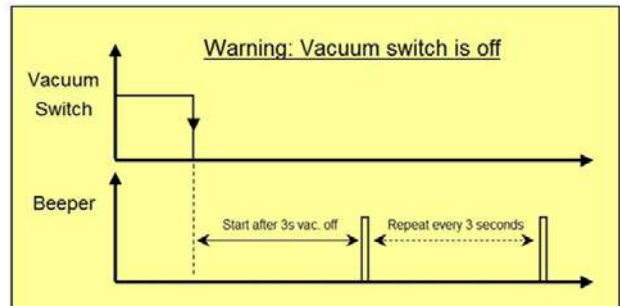 Warning: Vacuum switch is off
Vacuum
Switch
Beeper
Start after 3s vac. off
Repeat every 3 seconds